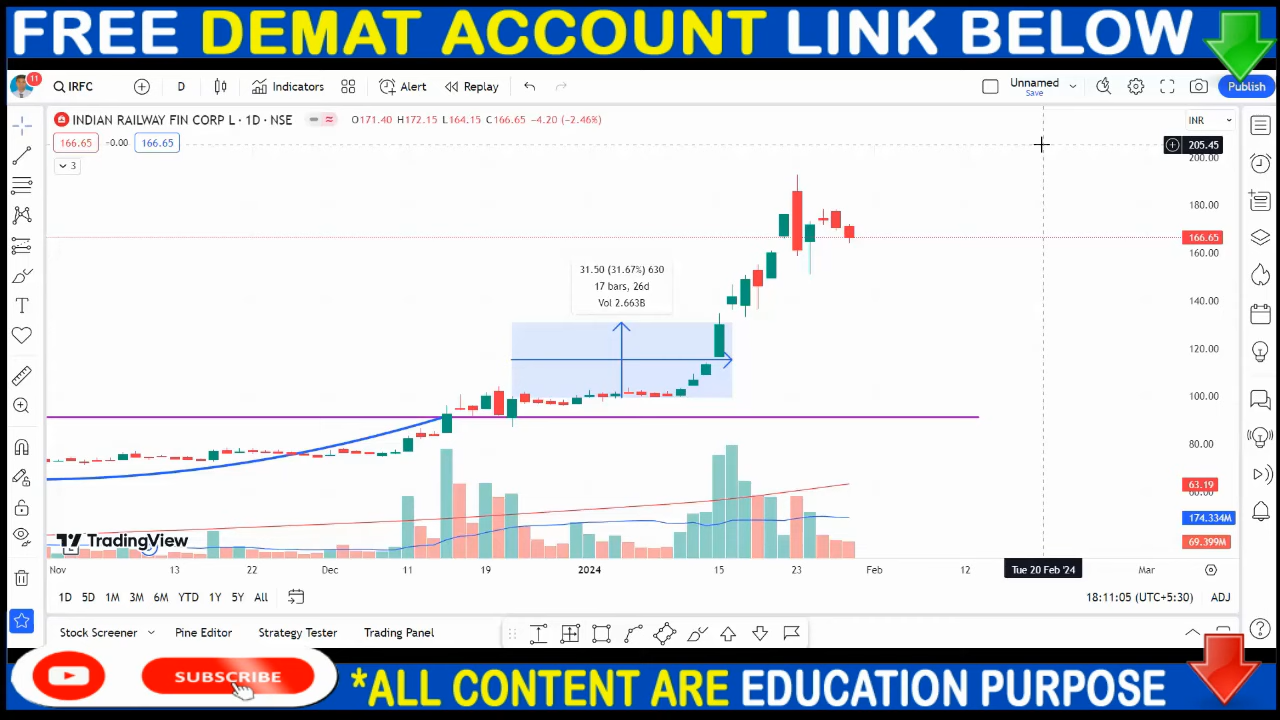 FREE DEMAT ACCOUNT LINK BELOW
11
IRFC
D
Indicators
Alert
Replay
Unnamed
Save
Publish
INDIAN RAILWAY FIN CORP L · 1D · NSE
O171.40 H172.15 L164.15 C166.65 −4.20 (−2.46%)
INR
166.65 -0.00 166.65
3
205.45
200.00
180.00
166.65
160.00
140.00
120.00
100.00
80.00
63.19
60.00
174.334M
69.399M
31.50 (31.67%) 630
17 bars, 26d
Vol 2.663B
TradingView
Nov 13 22 Dec 11 19 2024 15 23 Feb 12 Tue 20 Feb '24 Mar
1D 5D 1M 3M 6M YTD 1Y 5Y All
18:11:05 (UTC+5:30) ADJ
Stock Screener Pine Editor Strategy Tester Trading Panel
SUBSCRIBE
*ALL CONTENT ARE EDUCATION PURPOSE